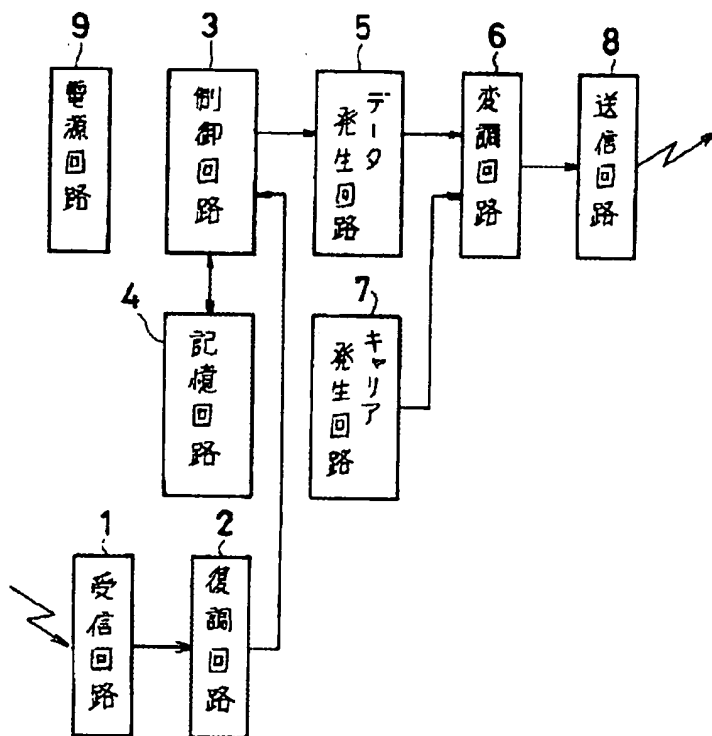 9
電源回路
3
制御回路
5
データ
発生回路
6
変調回路
8
送信回路
4
記憶回路
7
キャリア
発生回路
1
受信回路
2
復調回路